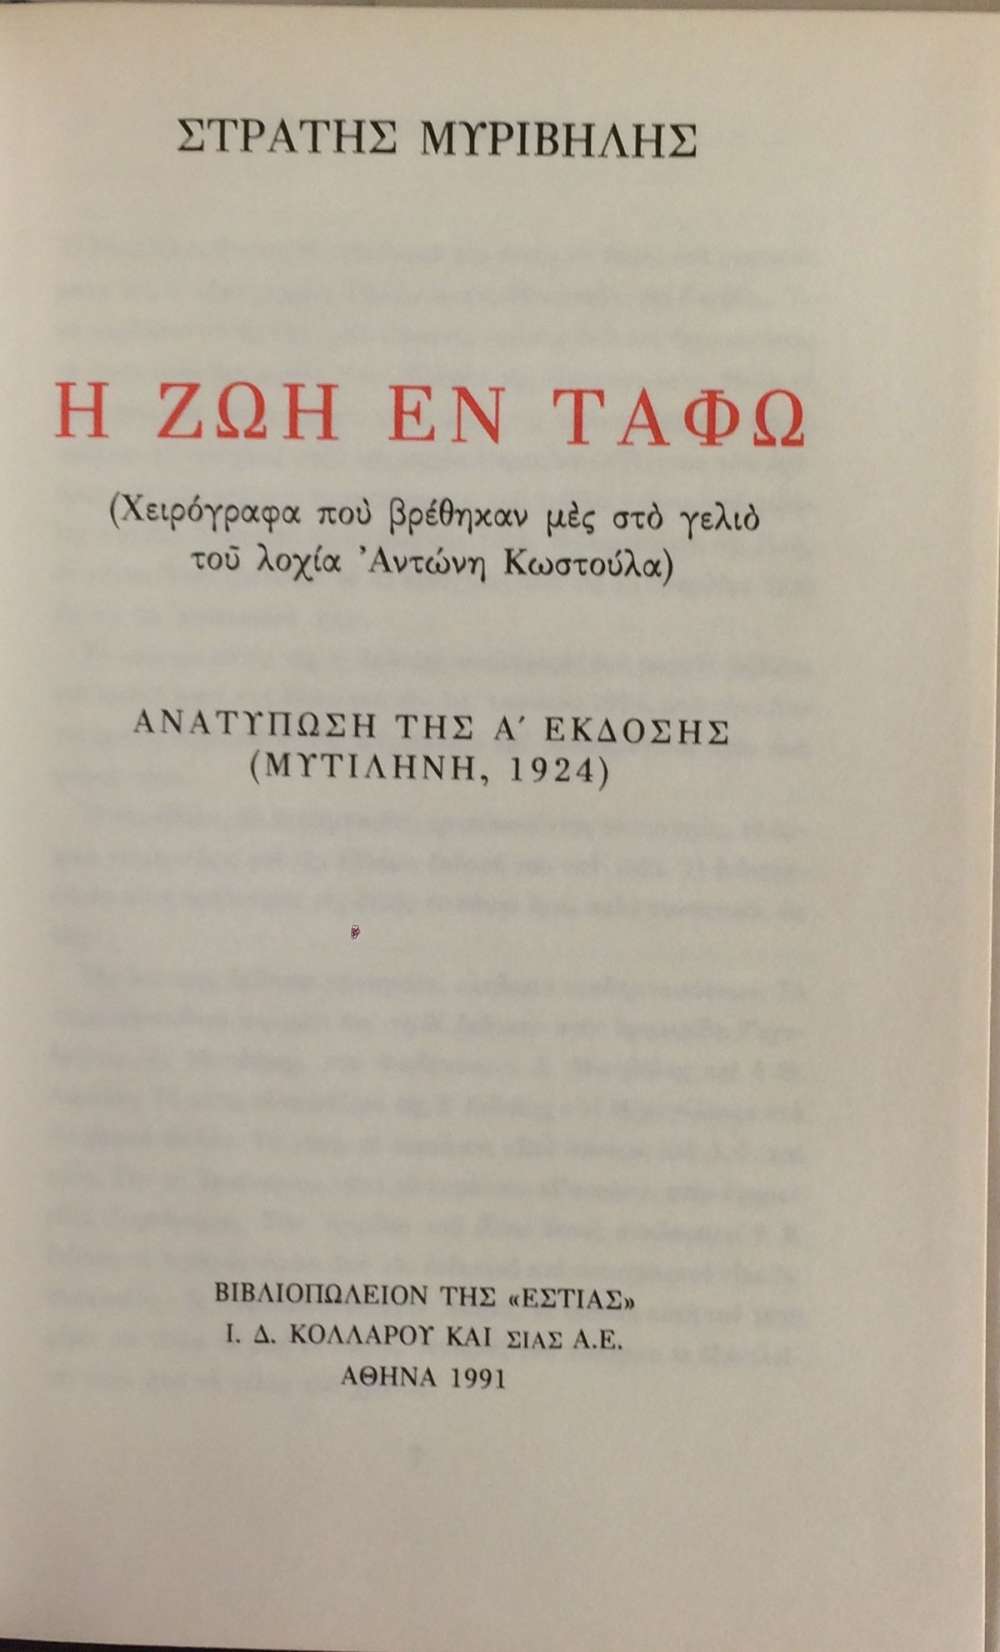 ΣΤΡΑΤΗΣ ΜΥΡΙΒΗΛΗΣ
Η ΖΩΗ ΕΝ ΤΑΦΩ
(Χειρόγραφα ποὺ βρέθηκαν μὲς στὸ γελιὸ
τοῦ λοχία Ἀντώνη Κωστούλα)
ΑΝΑΤΥΠΩΣΗ ΤΗΣ Α΄ ΕΚΔΟΣΗΣ
(ΜΥΤΙΛΗΝΗ, 1924)
ΒΙΒΛΙΟΠΩΛΕΙΟΝ ΤΗΣ «ΕΣΤΙΑΣ»
Ι. Δ. ΚΟΛΛΑΡΟΥ ΚΑΙ ΣΙΑΣ Α.Ε.
ΑΘΗΝΑ 1991